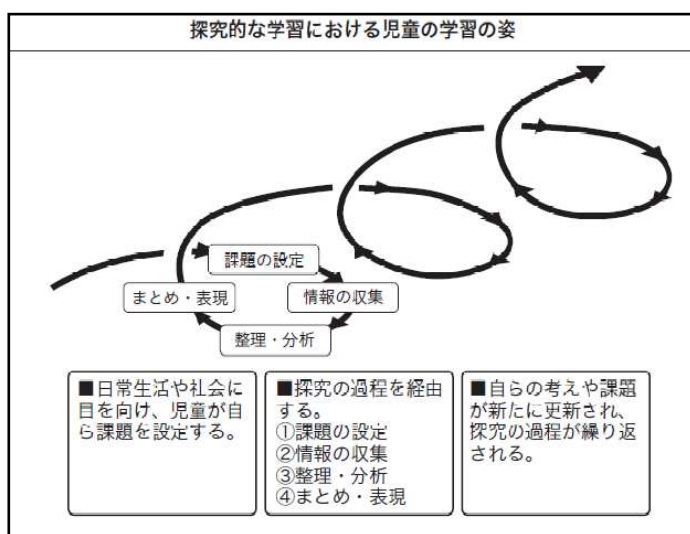 探究的な学習における児童の学習の姿
課題の設定
まとめ・表現
情報の収集
整理・分析
■日常生活や社会に
目を向け、児童が自
ら課題を設定する。
■探究の過程を経由
する。
①課題の設定
②情報の収集
③整理・分析
④まとめ・表現
■自らの考えや課題
が新たに更新され、
探究の過程が繰り返
される。